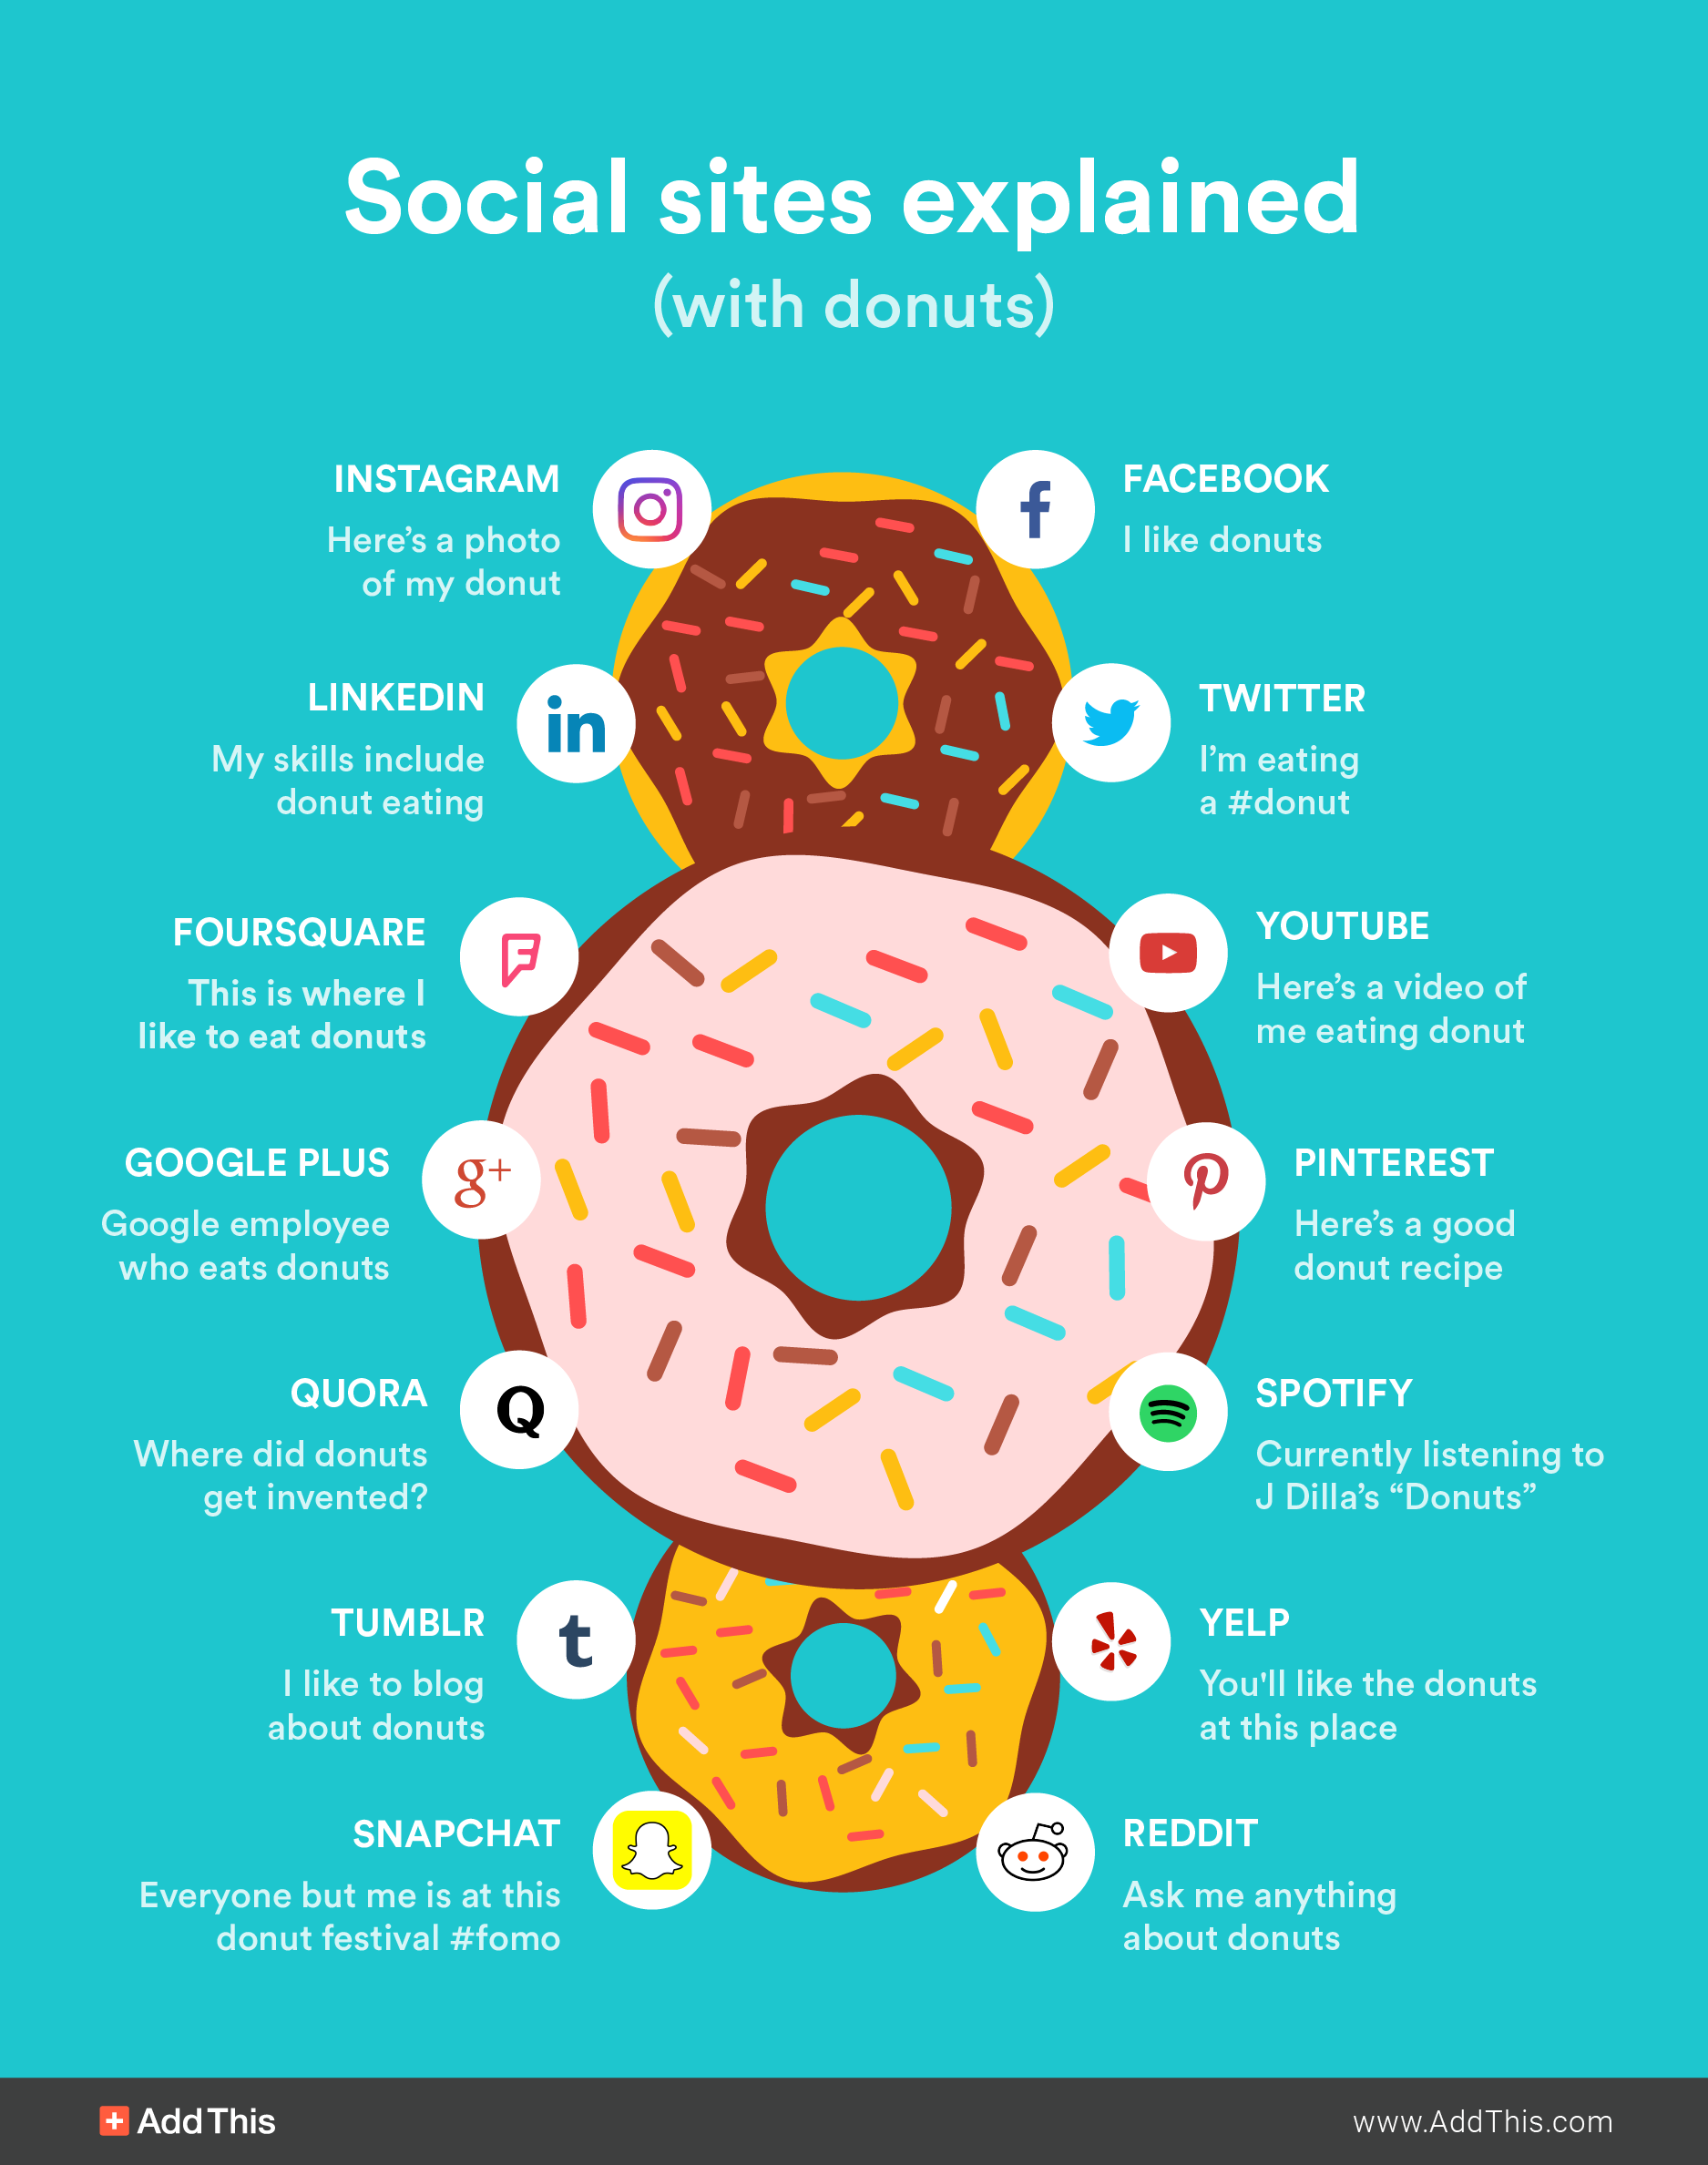 Social sites explained
(with donuts)
INSTAGRAM
Here's a photo
of my donut
FACEBOOK
I like donuts
LINKEDIN
My skills include
donut eating
TWITTER
I'm eating
a #donut
FOURSQUARE
This is where I
like to eat donuts
YOUTUBE
Here's a video of
me eating donut
GOOGLE PLUS
Google employee
who eats donuts
PINTEREST
Here's a good
donut recipe
QUORA
Where did donuts
get invented?
SPOTIFY
Currently listening to
J Dilla's “Donuts”
TUMBLR
I like to blog
about donuts
YELP
You'll like the donuts
at this place
SNAPCHAT
Everyone but me is at this
donut festival #fomo
REDDIT
Ask me anything
about donuts
AddThis
www.AddThis.com